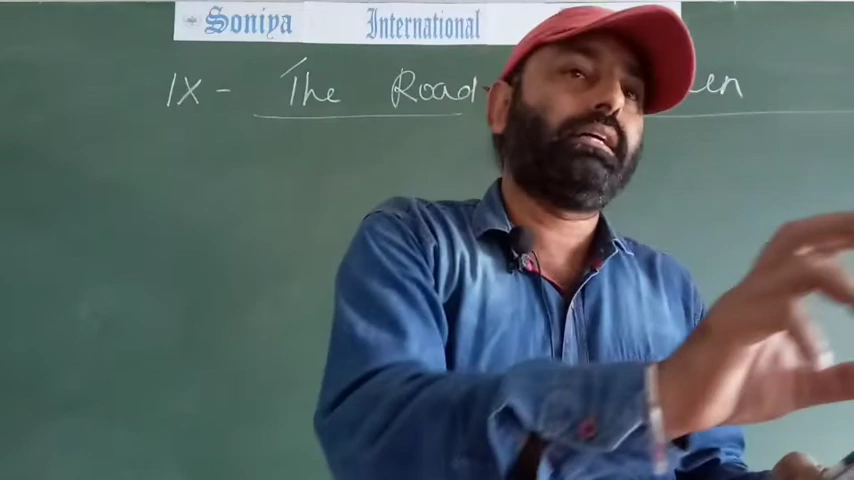 Soniya International
IX - The Road